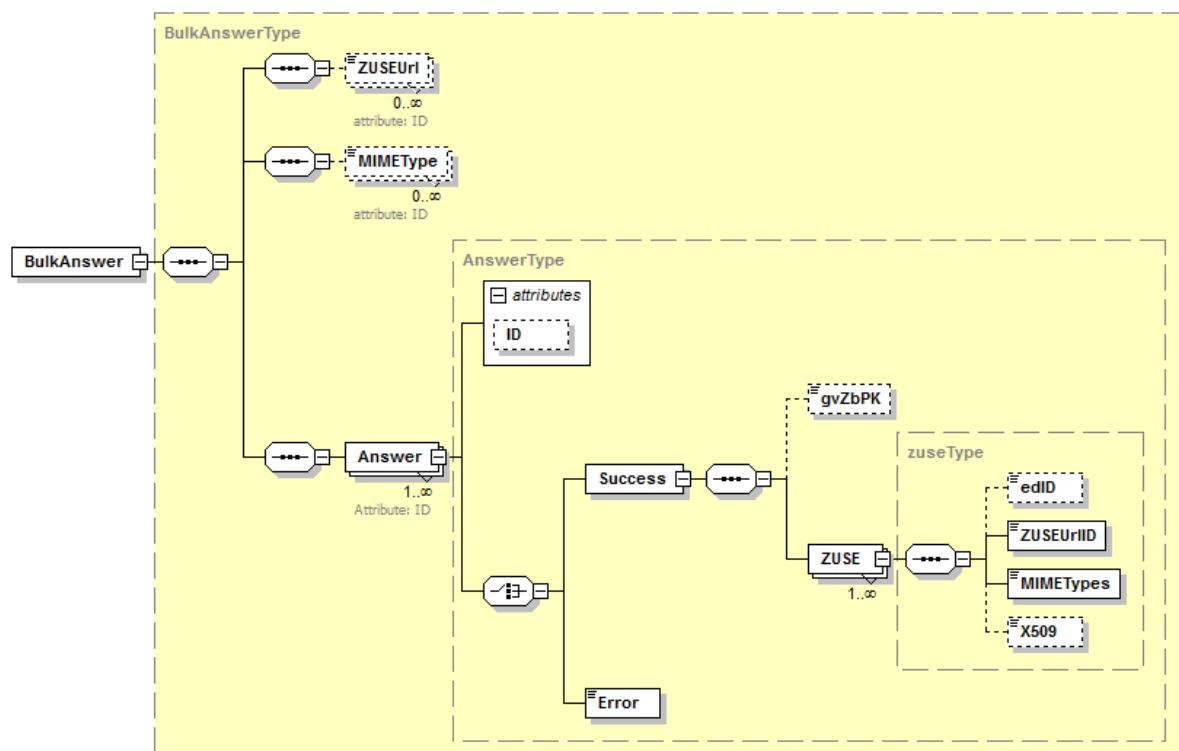 BulkAnswerType
ZUSEUrl
0..∞
attribute: ID
MIMEType
0..∞
attribute: ID
BulkAnswer
AnswerType
attributes
ID
gvZbPK
Answer
1..∞
Attribute: ID
Success
zuseType
edID
ZUSEUrlID
ZUSE
1..∞
MIMETypes
X509
Error